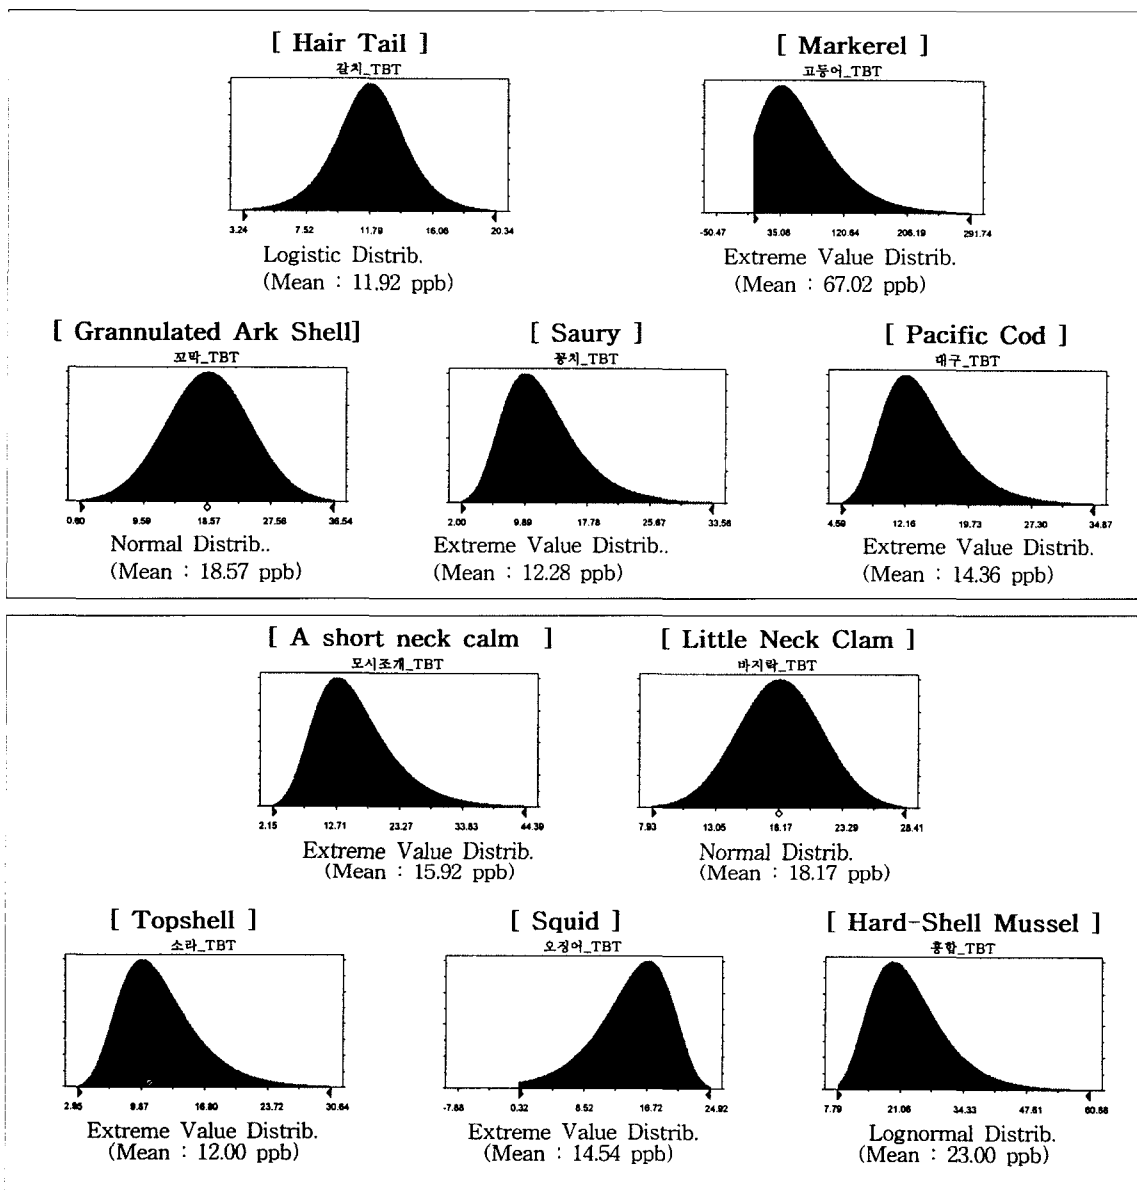 [ Hair Tail ]
갈치_TBT
3.24 7.52 11.79 16.06 20.34
Logistic Distrib.
(Mean : 11.92 ppb)
[ Markerel ]
고등어_TBT
-50.47 35.08 120.64 206.19 291.74
Extreme Value Distrib.
(Mean : 67.02 ppb)
[ Grannulated Ark Shell]
꼬막_TBT
0.60 9.59 18.57 27.56 36.54
Normal Distrib..
(Mean : 18.57 ppb)
[ Saury ]
꽁치_TBT
2.00 9.89 17.78 25.67 33.56
Extreme Value Distrib..
(Mean : 12.28 ppb)
[ Pacific Cod ]
대구_TBT
4.59 12.16 19.73 27.30 34.87
Extreme Value Distrib.
(Mean : 14.36 ppb)
[ A short neck calm ]
모시조개_TBT
2.15 12.71 23.27 33.83 44.39
Extreme Value Distrib.
(Mean : 15.92 ppb)
[ Little Neck Clam ]
바지락_TBT
7.93 13.05 18.17 23.29 28.41
Normal Distrib.
(Mean : 18.17 ppb)
[ Topshell ]
소라_TBT
2.95 9.87 16.80 23.72 30.64
Extreme Value Distrib.
(Mean : 12.00 ppb)
[ Squid ]
오징어_TBT
-7.88 0.32 8.52 16.72 24.92
Extreme Value Distrib.
(Mean : 14.54 ppb)
[ Hard-Shell Mussel ]
홍합_TBT
7.79 21.06 34.33 47.61 60.88
Lognormal Distrib.
(Mean : 23.00 ppb)